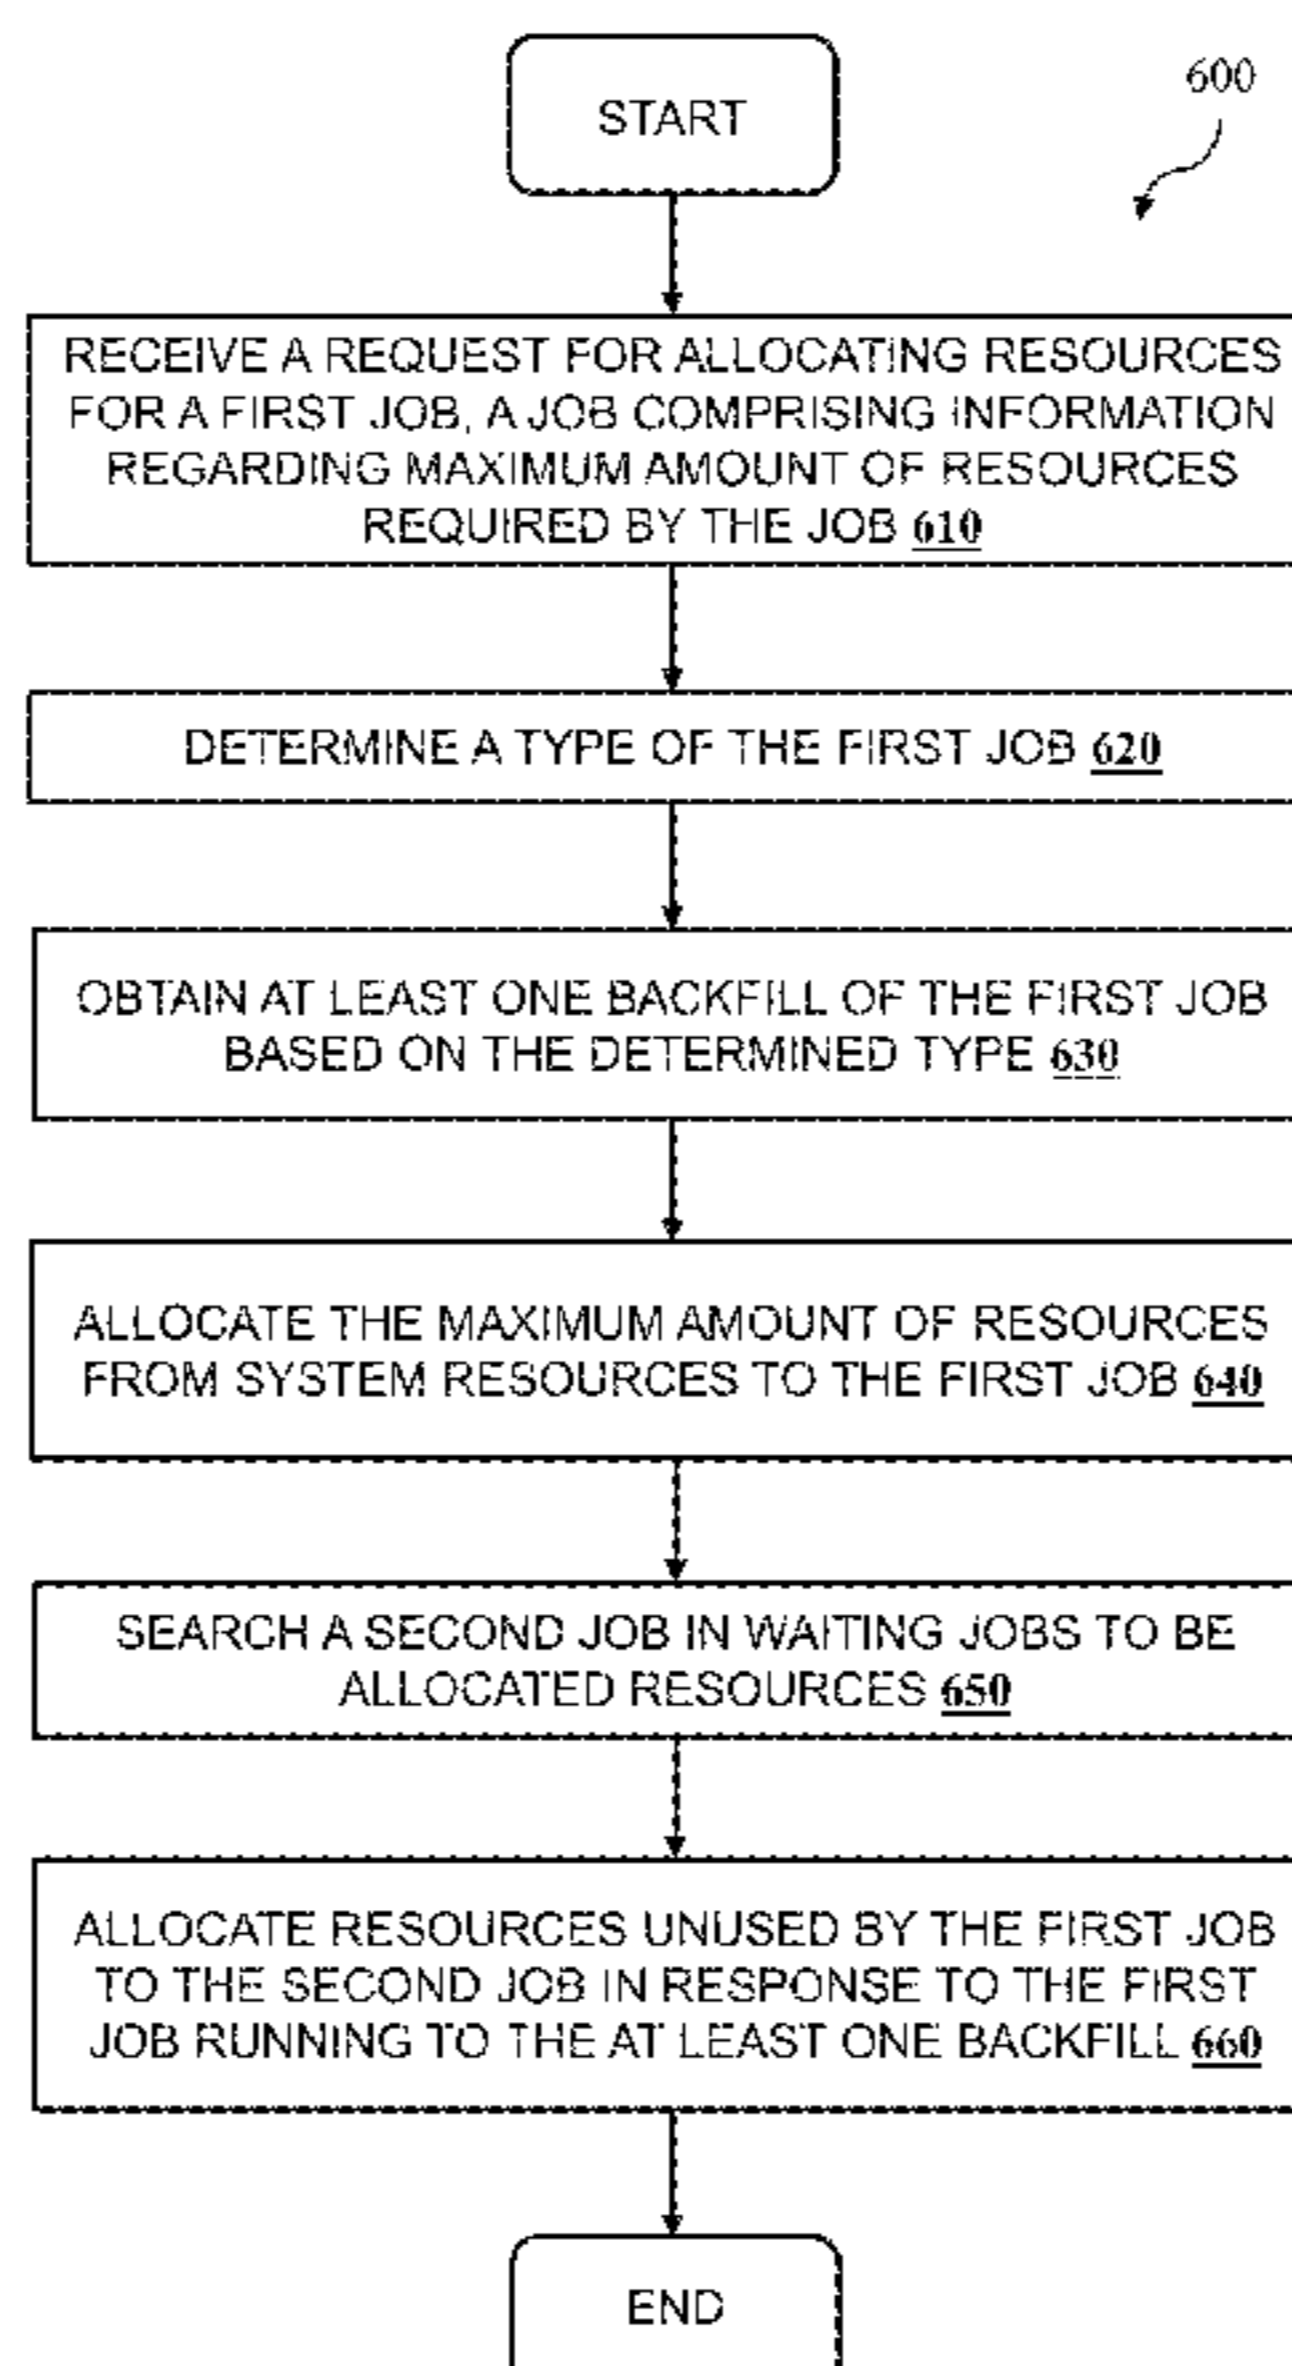 START
600
RECEIVE A REQUEST FOR ALLOCATING RESOURCES
FOR A FIRST JOB, A JOB COMPRISING INFORMATION
REGARDING MAXIMUM AMOUNT OF RESOURCES
REQUIRED BY THE JOB 610
DETERMINE A TYPE OF THE FIRST JOB 620
OBTAIN AT LEAST ONE BACKFILL OF THE FIRST JOB
BASED ON THE DETERMINED TYPE 630
ALLOCATE THE MAXIMUM AMOUNT OF RESOURCES
FROM SYSTEM RESOURCES TO THE FIRST JOB 640
SEARCH A SECOND JOB IN WAITING JOBS TO BE
ALLOCATED RESOURCES 650
ALLOCATE RESOURCES UNUSED BY THE FIRST JOB
TO THE SECOND JOB IN RESPONSE TO THE FIRST
JOB RUNNING TO THE AT LEAST ONE BACKFILL 660
END